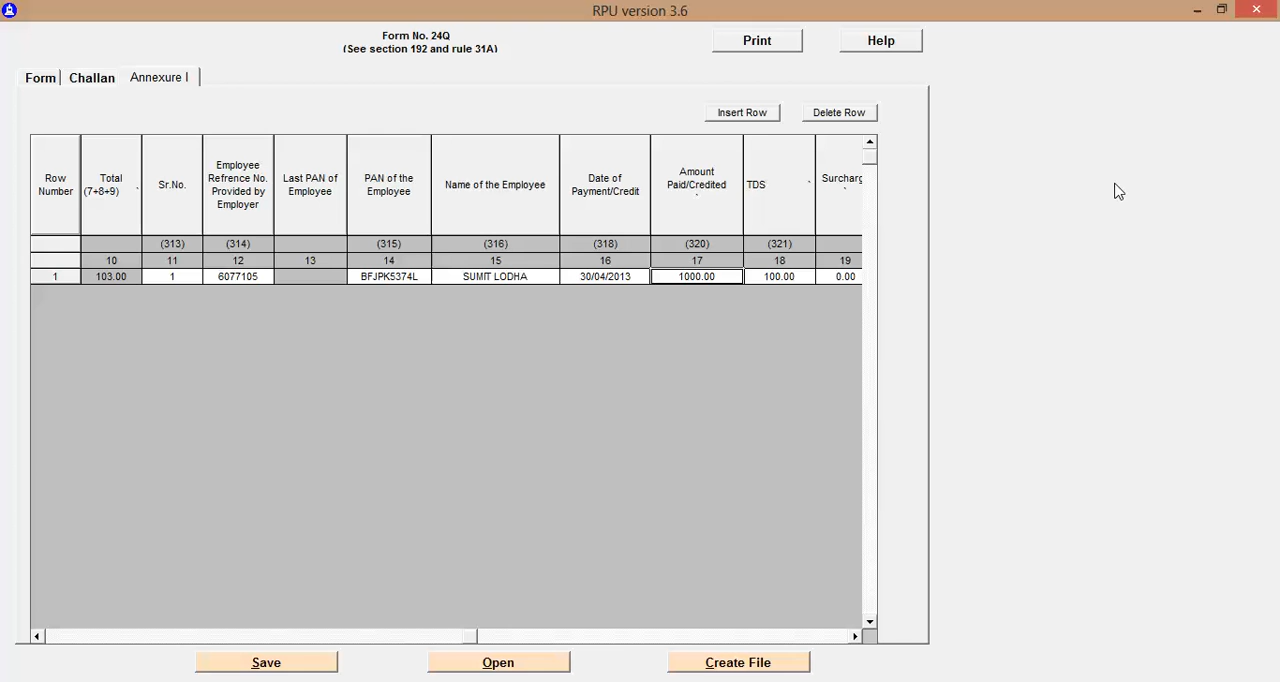 RPU version 3.6
Form No. 24Q
(See section 192 and rule 31A)
Print
Help
Form
Challan
Annexure I
Insert Row
Delete Row
Row
Number
Total
(7+8+9) `
Sr.No.
Employee
Refrence No.
Provided by
Employer
Last PAN of
Employee
PAN of the
Employee
Name of the Employee
Date of
Payment/Credit
Amount
Paid/Credited
`
TDS `
Surcharg
`
(313) (314) (315) (316) (318) (320) (321)
10 11 12 13 14 15 16 17 18 19
1 103.00 1 6077105 BFJPK5374L SUMIT LODHA 30/04/2013 1000.00 100.00 0.00
Save
Open
Create File